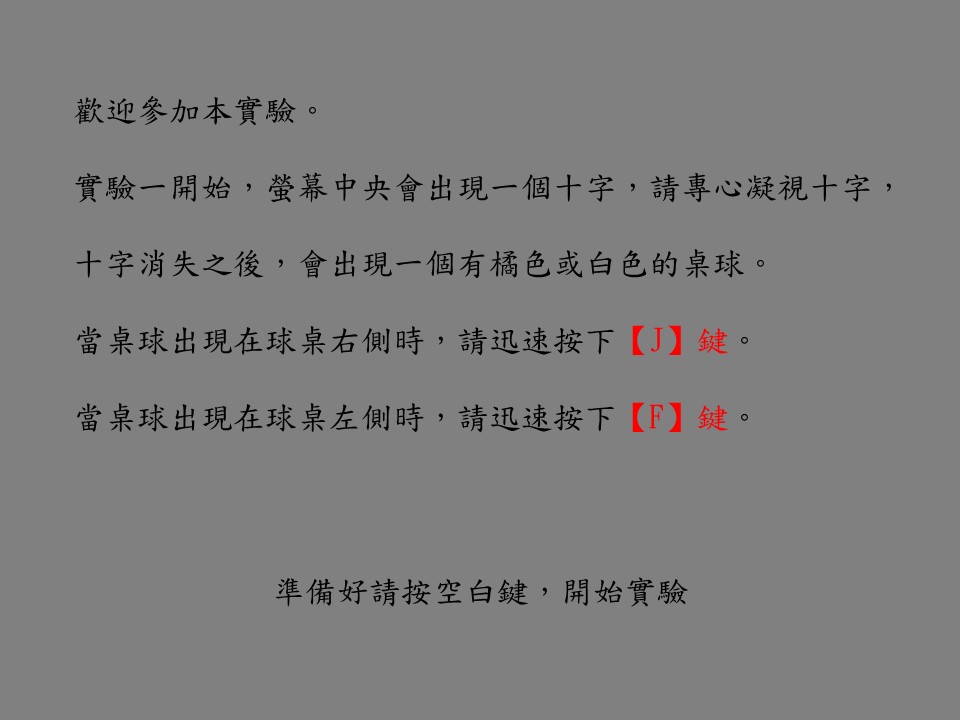 歡迎參加本實驗。
實驗一開始，螢幕中央會出現一個十字，請專心凝視十字，
十字消失之後，會出現一個有橘色或白色的桌球。
當桌球出現在球桌右側時，請迅速按下【J】鍵。
當桌球出現在球桌左側時，請迅速按下【F】鍵。
準備好請按空白鍵，開始實驗